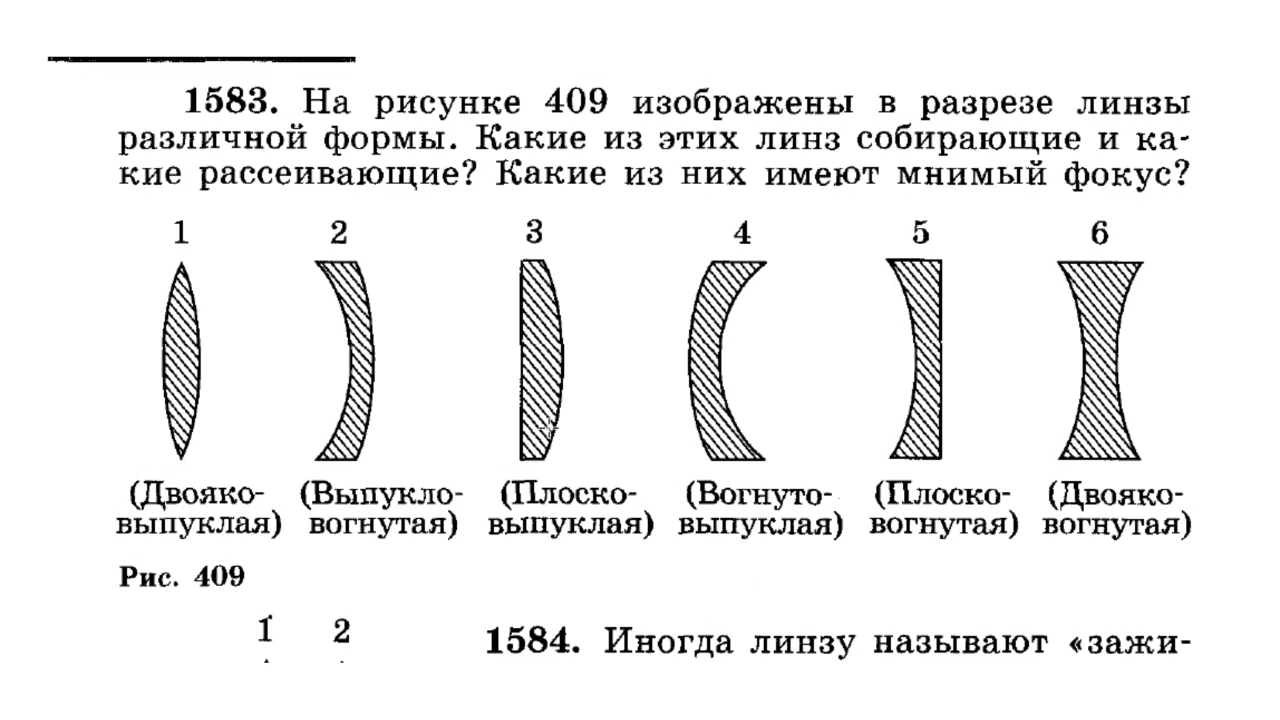 1583. На рисунке 409 изображены в разрезе линзы
различной формы. Какие из этих линз собирающие и ка-
кие рассеивающие? Какие из них имеют мнимый фокус?
1 2 3 4 5 6
(Двояко- (Выпукло- (Плоско- (Вогнуто- (Плоско- (Двояко-
выпуклая) вогнутая) выпуклая) выпуклая) вогнутая) вогнутая)
Рис. 409
1 2
1584. Иногда линзу называют «зажи-